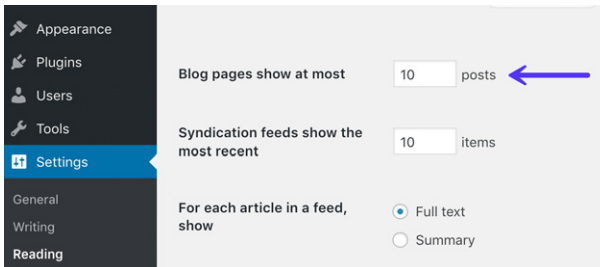 Appearance
Plugins
Users
Tools
Settings
General
Writing
Reading
Blog pages show at most 10 posts
Syndication feeds show the
most recent 10 items
For each article in a feed,
show
Full text
Summary